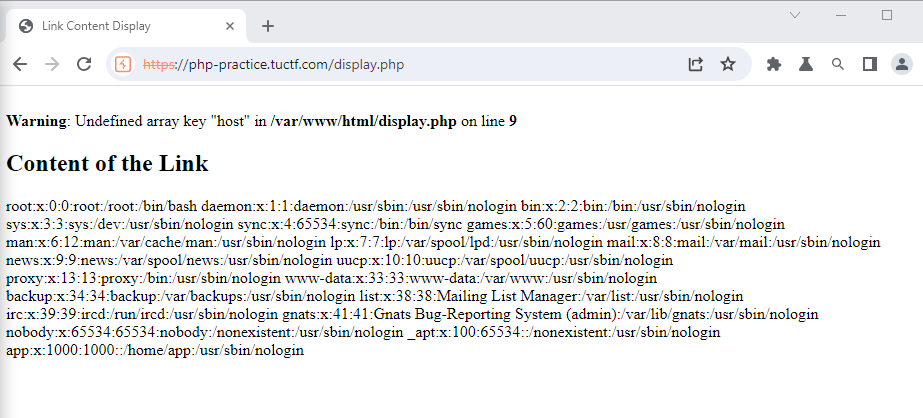 Link Content Display
https://php-practice.tuctf.com/display.php
Warning: Undefined array key "host" in /var/www/html/display.php on line 9
Content of the Link
root:x:0:0:root:/root:/bin/bash daemon:x:1:1:daemon:/usr/sbin:/usr/sbin/nologin bin:x:2:2:bin:/bin:/usr/sbin/nologin
sys:x:3:3:sys:/dev:/usr/sbin/nologin sync:x:4:65534:sync:/bin:/bin/sync games:x:5:60:games:/usr/games:/usr/sbin/nologin
man:x:6:12:man:/var/cache/man:/usr/sbin/nologin lp:x:7:7:lp:/var/spool/lpd:/usr/sbin/nologin mail:x:8:8:mail:/var/mail:/usr/sbin/nologin
news:x:9:9:news:/var/spool/news:/usr/sbin/nologin uucp:x:10:10:uucp:/var/spool/uucp:/usr/sbin/nologin
proxy:x:13:13:proxy:/bin:/usr/sbin/nologin www-data:x:33:33:www-data:/var/www:/usr/sbin/nologin
backup:x:34:34:backup:/var/backups:/usr/sbin/nologin list:x:38:38:Mailing List Manager:/var/list:/usr/sbin/nologin
irc:x:39:39:ircd:/run/ircd:/usr/sbin/nologin gnats:x:41:41:Gnats Bug-Reporting System (admin):/var/lib/gnats:/usr/sbin/nologin
nobody:x:65534:65534:nobody:/nonexistent:/usr/sbin/nologin _apt:x:100:65534::/nonexistent:/usr/sbin/nologin
app:x:1000:1000::/home/app:/usr/sbin/nologin